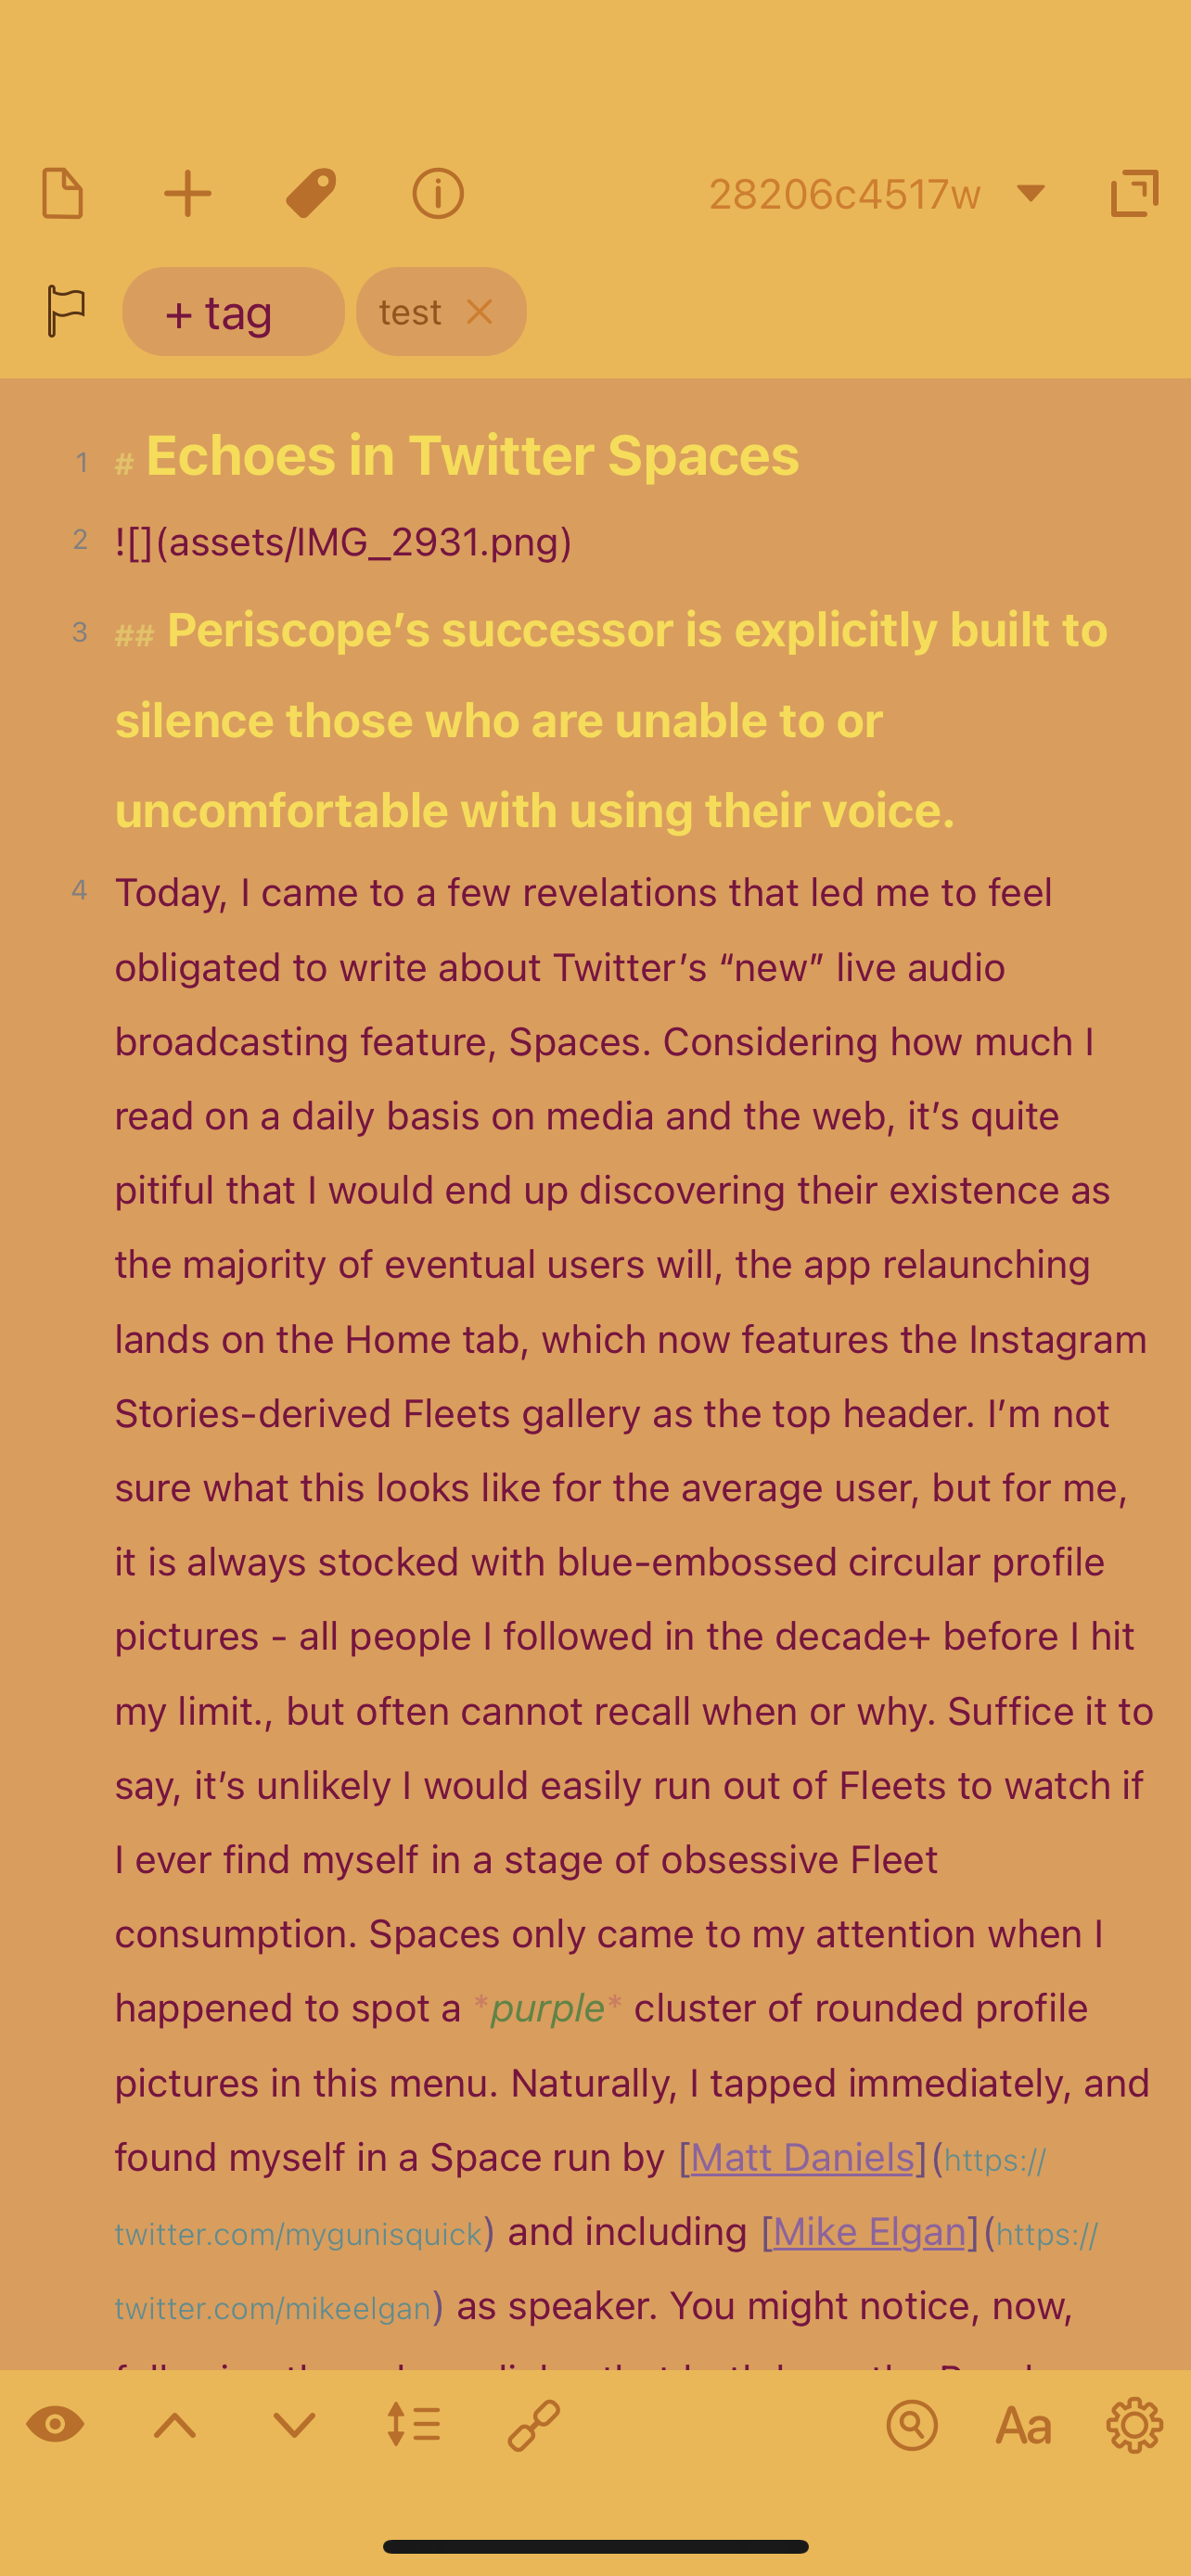 28206c4517w
+ tag
test
1 # Echoes in Twitter Spaces
2 ![](assets/IMG_2931.png)
3 ## Periscope’s successor is explicitly built to
silence those who are unable to or
uncomfortable with using their voice.
4 Today, I came to a few revelations that led me to feel
obligated to write about Twitter’s “new” live audio
broadcasting feature, Spaces. Considering how much I
read on a daily basis on media and the web, it’s quite
pitiful that I would end up discovering their existence as
the majority of eventual users will, the app relaunching
lands on the Home tab, which now features the Instagram
Stories-derived Fleets gallery as the top header. I’m not
sure what this looks like for the average user, but for me,
it is always stocked with blue-embossed circular profile
pictures - all people I followed in the decade+ before I hit
my limit., but often cannot recall when or why. Suffice it to
say, it’s unlikely I would easily run out of Fleets to watch if
I ever find myself in a stage of obsessive Fleet
consumption. Spaces only came to my attention when I
happened to spot a *purple* cluster of rounded profile
pictures in this menu. Naturally, I tapped immediately, and
found myself in a Space run by [Matt Daniels](https://
twitter.com/mygunisquick) and including [Mike Elgan](https://
twitter.com/mikeelgan) as speaker. You might notice, now,
Aa